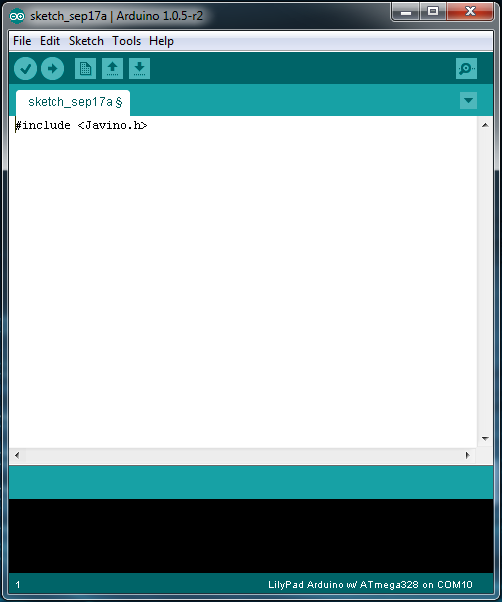 sketch_sep17a | Arduino 1.0.5-r2
File Edit Sketch Tools Help
sketch_sep17a §
#include <Javino.h>
1 LilyPad Arduino w/ ATmega328 on COM10